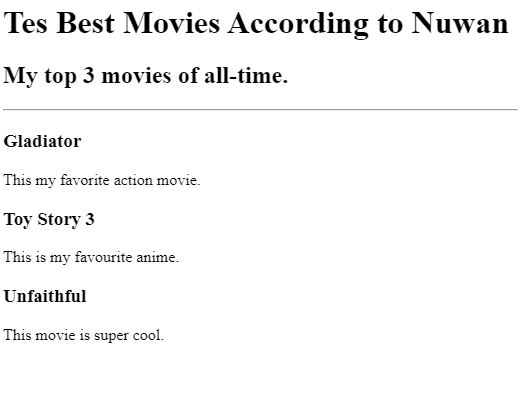 Tes Best Movies According to Nuwan
My top 3 movies of all-time.
Gladiator
This my favorite action movie.
Toy Story 3
This is my favourite anime.
Unfaithful
This movie is super cool.